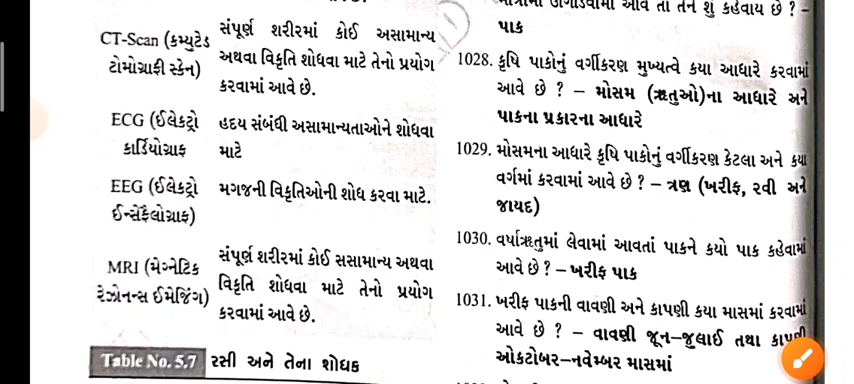 CT-Scan (કમ્પ્યુટેડ
ટોમોગ્રાફી સ્કેન)
સંપૂર્ણ શરીરમાં કોઈ અસામાન્ય
અથવા વિકૃતિ શોધવા માટે તેનો પ્રયોગ
કરવામાં આવે છે.
ECG (ઈલેક્ટ્રો
કાર્ડિયોગ્રાફ
હૃદય સંબંધી અસામાન્યતાઓને શોધવા
માટે
EEG (ઈલેક્ટ્રો
ઈન્સેફેલોગ્રાફ)
મગજની વિકૃતિઓની શોધ કરવા માટે.
MRI (મેગ્નેટિક
રેઝોનન્સ ઈમેજિંગ)
સંપૂર્ણ શરીરમાં કોઈ સસામાન્ય અથવા
વિકૃતિ શોધવા માટે તેનો પ્રયોગ
કરવામાં આવે છે.
Table No. 5.7 રસી અને તેના શોધક
આવે તો તેને શું કહેવાય છે ? –
પાક
1028. કૃષિ પાકોનું વર્ગીકરણ મુખ્યત્વે કયા આધારે કરવામાં
આવે છે ? – મોસમ (ઋતુઓ)ના આધારે અને
પાકના પ્રકારના આધારે
1029. મોસમના આધારે કૃષિ પાકોનું વર્ગીકરણ કેટલા અને કયા
વર્ગમાં કરવામાં આવે છે ? – ત્રણ (ખરીફ, રવી અને
જાયદ)
1030. વર્ષાઋતુમાં લેવામાં આવતાં પાકને કયો પાક કહેવામાં
આવે છે ? – ખરીફ પાક
1031. ખરીફ પાકની વાવણી અને કાપણી કયા માસમાં કરવામાં
આવે છે ? – વાવણી જૂન–જુલાઈ તથા કાપણી
ઓકટોબર–નવેમ્બર માસમાં